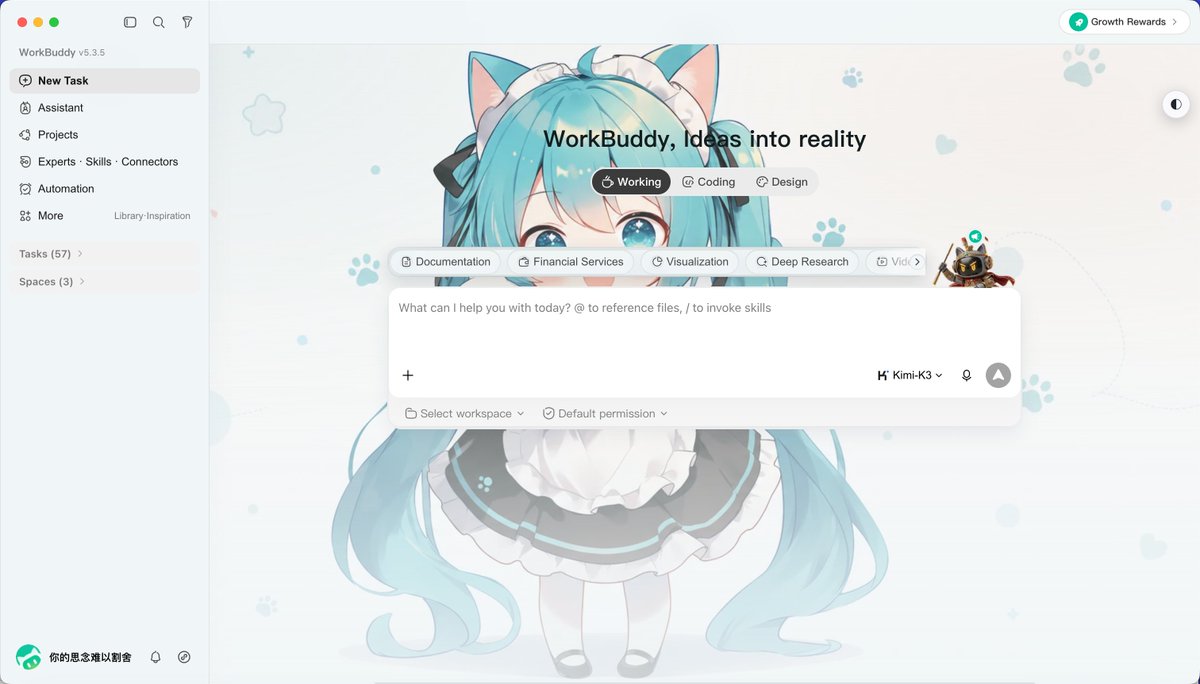 WorkBuddy v5.3.5
New Task
Assistant
Projects
Experts · Skills · Connectors
Automation
More Library·Inspiration
Tasks (57)
Spaces (3)
你的思念难以割舍
Growth Rewards
WorkBuddy, Ideas into reality
Working Coding Design
Documentation Financial Services Visualization Deep Research
What can I help you with today? @ to reference files, / to invoke skills
Kimi-K3
Select workspace Default permission